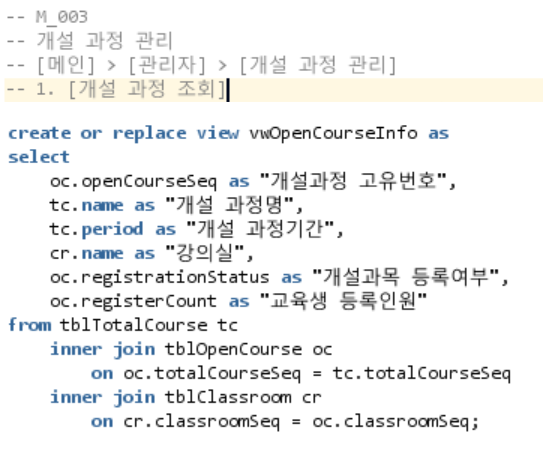 -- M_003
-- 개설 과정 관리
-- [메인] > [관리자] > [개설 과정 관리]
-- 1. [개설 과정 조회]
create or replace view vwOpenCourseInfo as
select
oc.openCourseSeq as "개설과정 고유번호",
tc.name as "개설 과정명",
tc.period as "개설 과정기간",
cr.name as "강의실",
oc.registrationStatus as "개설과목 등록여부",
oc.registerCount as "교육생 등록인원"
from tblTotalCourse tc
inner join tblOpenCourse oc
on oc.totalCourseSeq = tc.totalCourseSeq
inner join tblClassroom cr
on cr.classroomSeq = oc.classroomSeq;